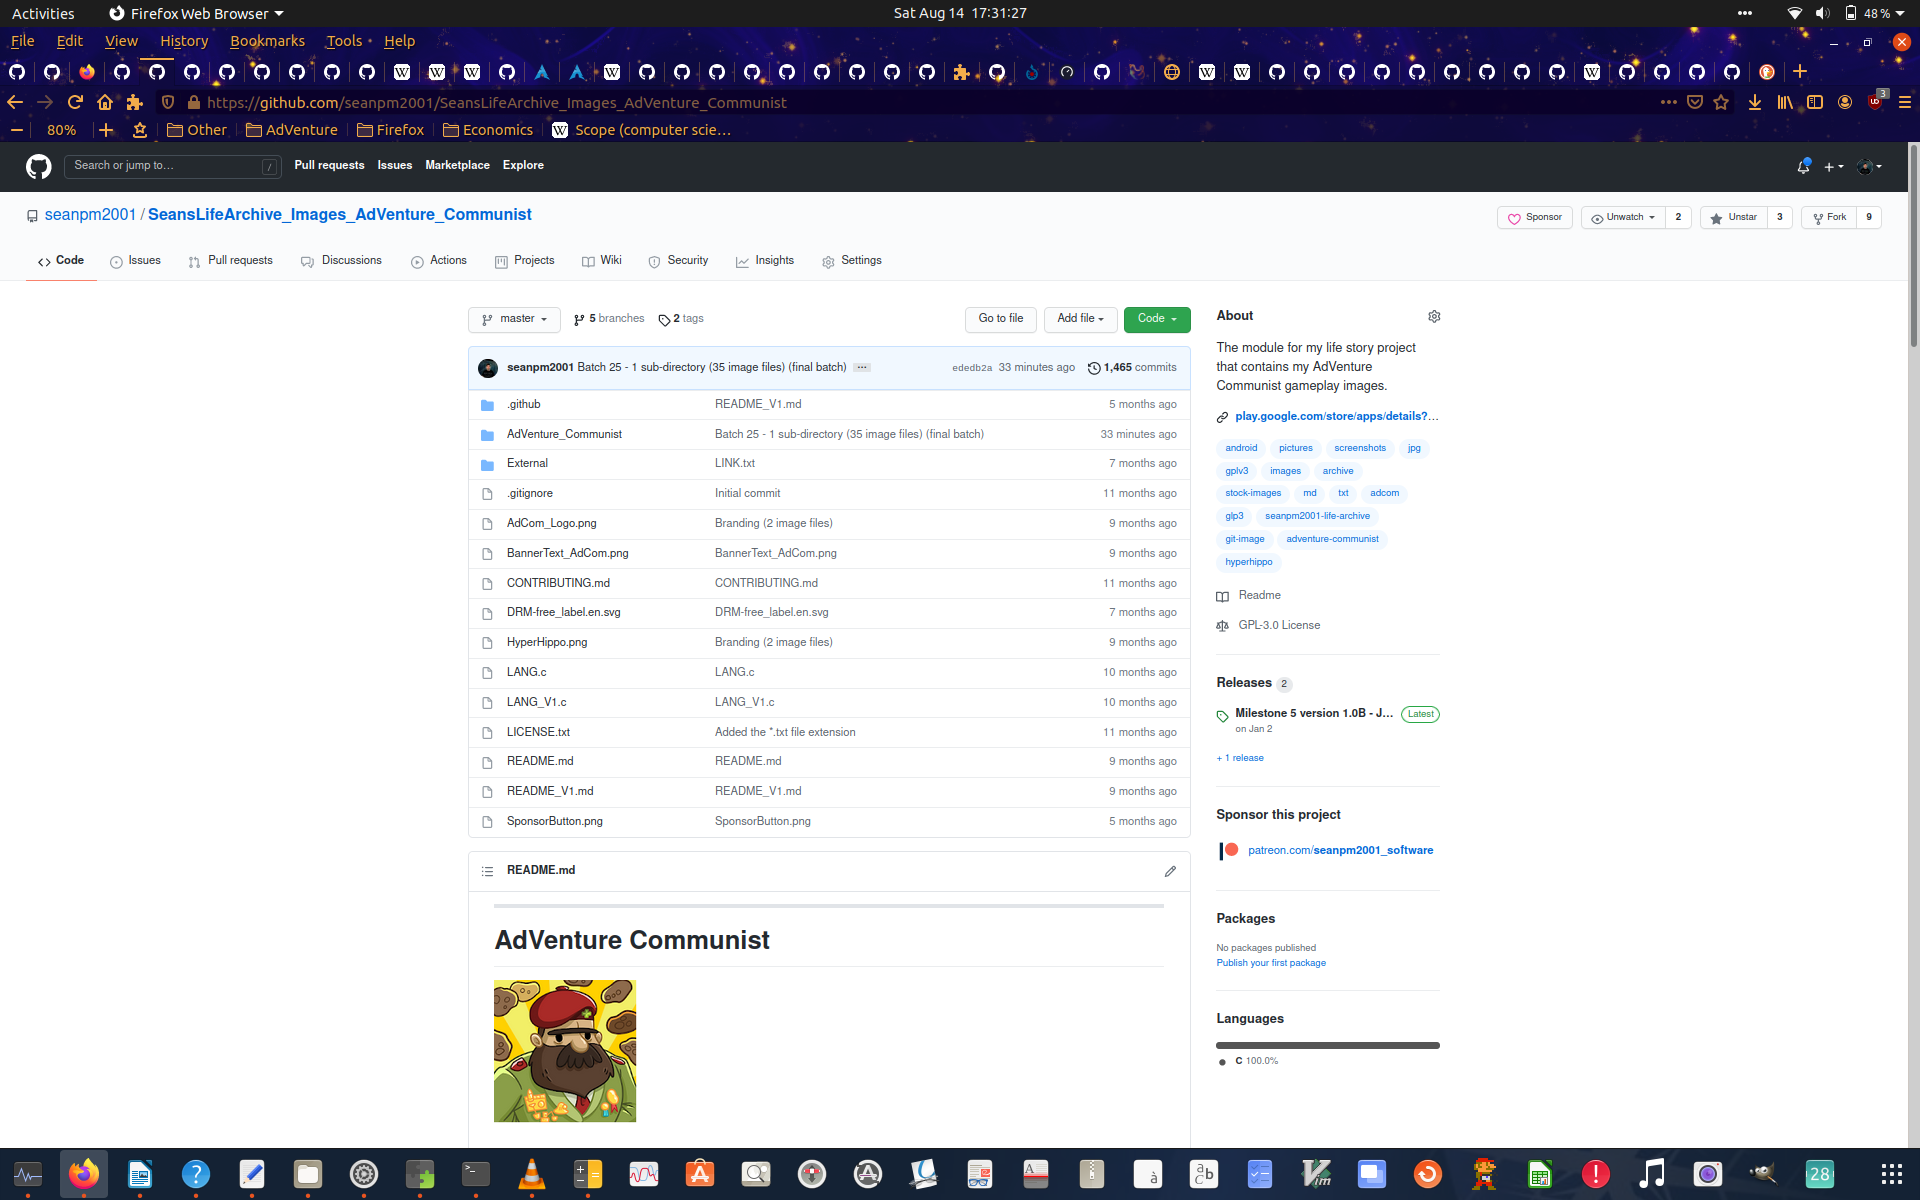 Activities Firefox Web Browser Sat Aug 14 17:31:27 48 %
File Edit View History Bookmarks Tools Help
https://github.com/seanpm2001/SeansLifeArchive_Images_AdVenture_Communist 3
80% Other AdVenture Firefox Economics Scope (computer scie…
Search or jump to… / Pull requests Issues Marketplace Explore
seanpm2001 / SeansLifeArchive_Images_AdVenture_Communist Sponsor Unwatch 2 Unstar 3 Fork 9
Code Issues Pull requests Discussions Actions Projects Wiki Security Insights Settings
master 5 branches 2 tags Go to file Add file Code
seanpm2001 Batch 25 - 1 sub-directory (35 image files) (final batch) ... ededb2a 33 minutes ago 1,465 commits
.github README_V1.md 5 months ago
AdVenture_Communist Batch 25 - 1 sub-directory (35 image files) (final batch) 33 minutes ago
External LINK.txt 7 months ago
.gitignore Initial commit 11 months ago
AdCom_Logo.png Branding (2 image files) 9 months ago
BannerText_AdCom.png BannerText_AdCom.png 9 months ago
CONTRIBUTING.md CONTRIBUTING.md 11 months ago
DRM-free_label.en.svg DRM-free_label.en.svg 7 months ago
HyperHippo.png Branding (2 image files) 9 months ago
LANG.c LANG.c 10 months ago
LANG_V1.c LANG_V1.c 10 months ago
LICENSE.txt Added the *.txt file extension 11 months ago
README.md README.md 9 months ago
README_V1.md README_V1.md 9 months ago
SponsorButton.png SponsorButton.png 5 months ago
README.md
AdVenture Communist
About
The module for my life story project
that contains my AdVenture
Communist gameplay images.
play.google.com/store/apps/details?…
android pictures screenshots jpg
gplv3 images archive
stock-images md txt adcom
glp3 seanpm2001-life-archive
git-image adventure-communist
hyperhippo
Readme
GPL-3.0 License
Releases 2
Milestone 5 version 1.0B - J… Latest
on Jan 2
+ 1 release
Sponsor this project
patreon.com/seanpm2001_software
Packages
No packages published
Publish your first package
Languages
C 100.0%
28